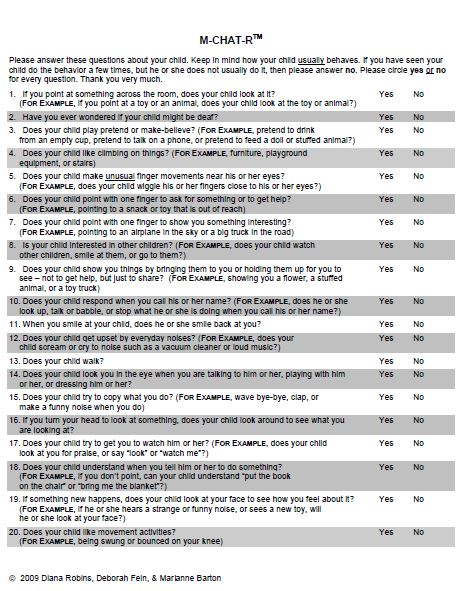 M-CHAT-R™
Please answer these questions about your child. Keep in mind how your child usually behaves. If you have seen your
child do the behavior a few times, but he or she does not usually do it, then please answer no. Please circle yes or no
for every question. Thank you very much.
1. If you point at something across the room, does your child look at it? Yes No
(FOR EXAMPLE, if you point at a toy or an animal, does your child look at the toy or animal?)
2. Have you ever wondered if your child might be deaf? Yes No
3. Does your child play pretend or make-believe? (FOR EXAMPLE, pretend to drink Yes No
from an empty cup, pretend to talk on a phone, or pretend to feed a doll or stuffed animal?)
4. Does your child like climbing on things? (FOR EXAMPLE, furniture, playground Yes No
equipment, or stairs)
5. Does your child make unusual finger movements near his or her eyes? Yes No
(FOR EXAMPLE, does your child wiggle his or her fingers close to his or her eyes?)
6. Does your child point with one finger to ask for something or to get help? Yes No
(FOR EXAMPLE, pointing to a snack or toy that is out of reach)
7. Does your child point with one finger to show you something interesting? Yes No
(FOR EXAMPLE, pointing to an airplane in the sky or a big truck in the road)
8. Is your child interested in other children? (FOR EXAMPLE, does your child watch Yes No
other children, smile at them, or go to them?)
9. Does your child show you things by bringing them to you or holding them up for you to Yes No
see – not to get help, but just to share? (FOR EXAMPLE, showing you a flower, a stuffed
animal, or a toy truck)
10. Does your child respond when you call his or her name? (FOR EXAMPLE, does he or she Yes No
look up, talk or babble, or stop what he or she is doing when you call his or her name?)
11. When you smile at your child, does he or she smile back at you? Yes No
12. Does your child get upset by everyday noises? (FOR EXAMPLE, does your Yes No
child scream or cry to noise such as a vacuum cleaner or loud music?)
13. Does your child walk? Yes No
14. Does your child look you in the eye when you are talking to him or her, playing with him Yes No
or her, or dressing him or her?
15. Does your child try to copy what you do? (FOR EXAMPLE, wave bye-bye, clap, or Yes No
make a funny noise when you do)
16. If you turn your head to look at something, does your child look around to see what you Yes No
are looking at?
17. Does your child try to get you to watch him or her? (FOR EXAMPLE, does your child Yes No
look at you for praise, or say “look” or “watch me”?)
18. Does your child understand when you tell him or her to do something? Yes No
(FOR EXAMPLE, if you don’t point, can your child understand “put the book
on the chair” or “bring me the blanket”?)
19. If something new happens, does your child look at your face to see how you feel about it? Yes No
(FOR EXAMPLE, if he or she hears a strange or funny noise, or sees a new toy, will
he or she look at your face?)
20. Does your child like movement activities? Yes No
(FOR EXAMPLE, being swung or bounced on your knee)
© 2009 Diana Robins, Deborah Fein, & Marianne Barton